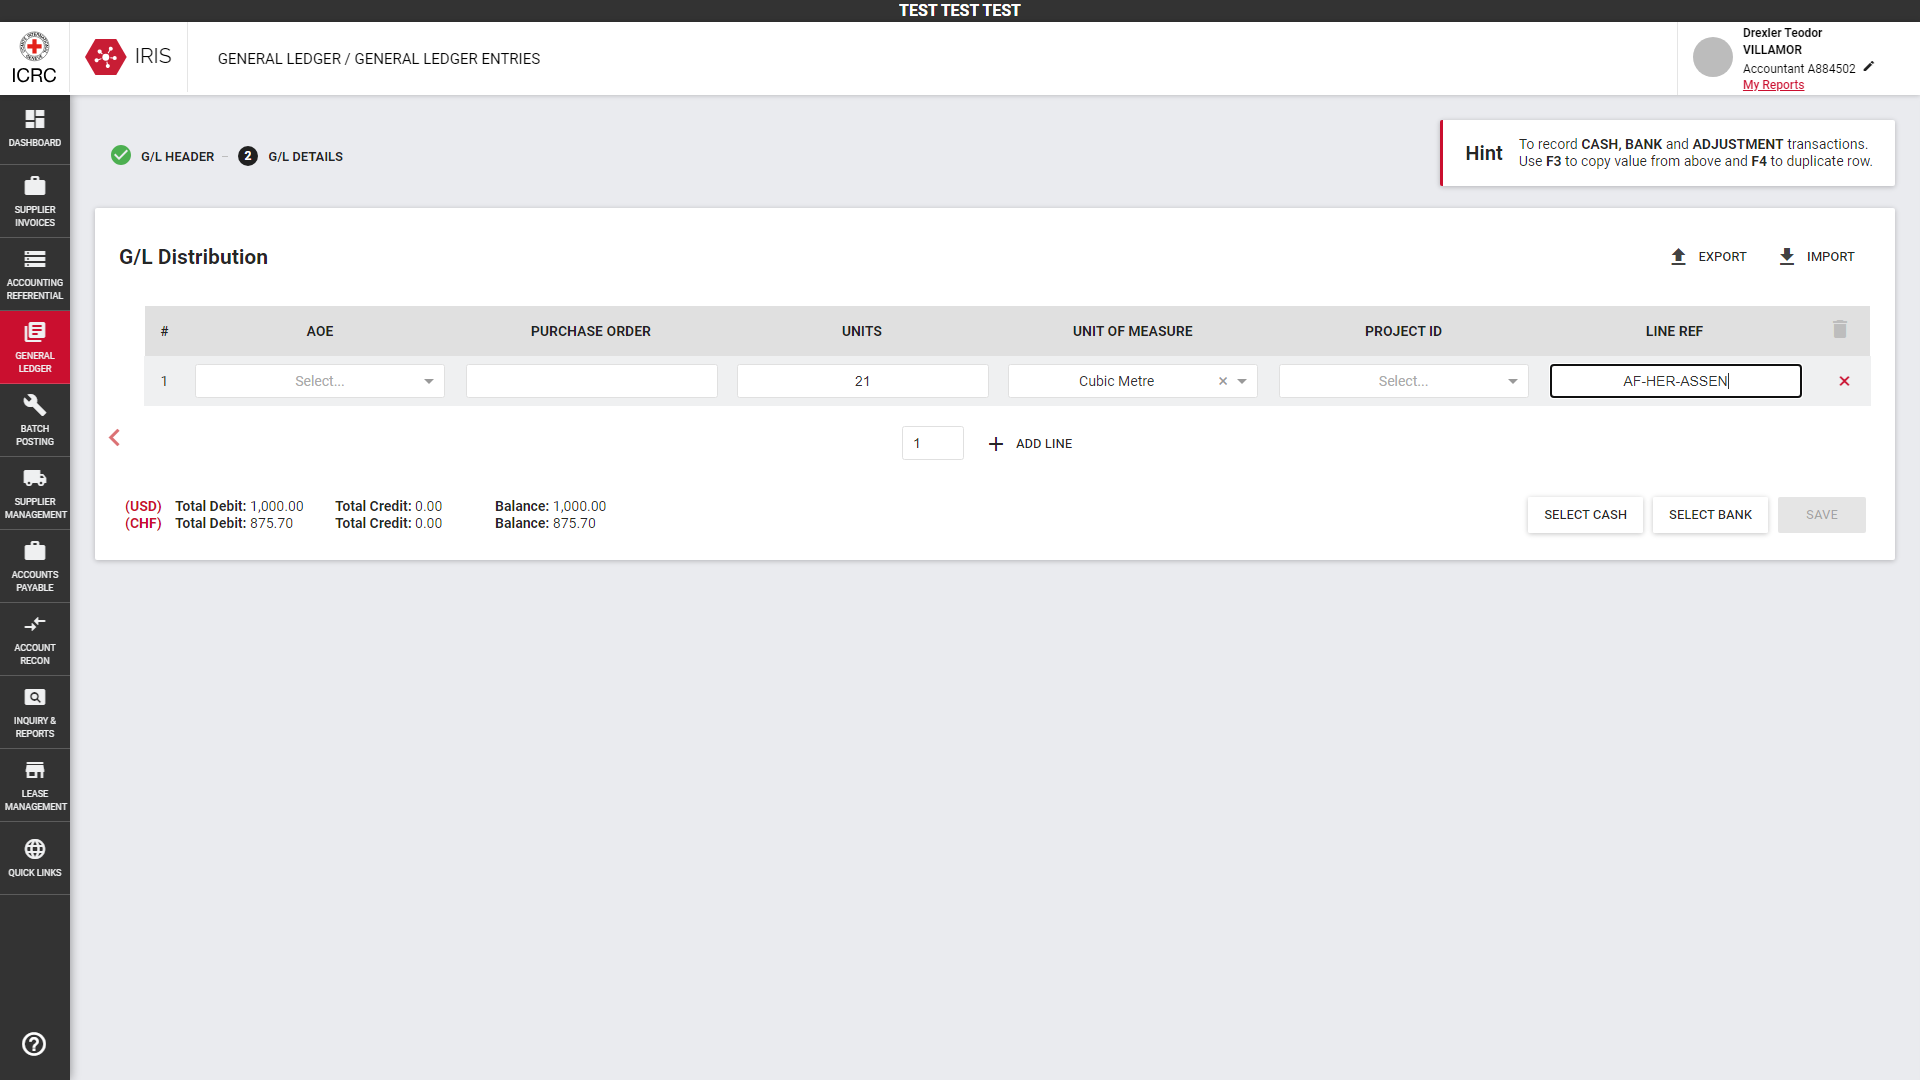 TEST TEST TEST
ICRC
IRIS
GENERAL LEDGER / GENERAL LEDGER ENTRIES
Drexler Teodor
VILLAMOR
Accountant A884502
My Reports
DASHBOARD
SUPPLIER
INVOICES
ACCOUNTING
REFERENTIAL
GENERAL
LEDGER
BATCH
POSTING
SUPPLIER
MANAGEMENT
ACCOUNTS
PAYABLE
ACCOUNT
RECON
INQUIRY &
REPORTS
LEASE
MANAGEMENT
QUICK LINKS
G/L HEADER – 2 G/L DETAILS
Hint
To record CASH, BANK and ADJUSTMENT transactions.
Use F3 to copy value from above and F4 to duplicate row.
G/L Distribution
EXPORT IMPORT
# AOE PURCHASE ORDER UNITS UNIT OF MEASURE PROJECT ID LINE REF
1 Select... 21 Cubic Metre Select... AF-HER-ASSEN
1 ADD LINE
(USD) Total Debit: 1,000.00 Total Credit: 0.00 Balance: 1,000.00
(CHF) Total Debit: 875.70 Total Credit: 0.00 Balance: 875.70
SELECT CASH SELECT BANK SAVE